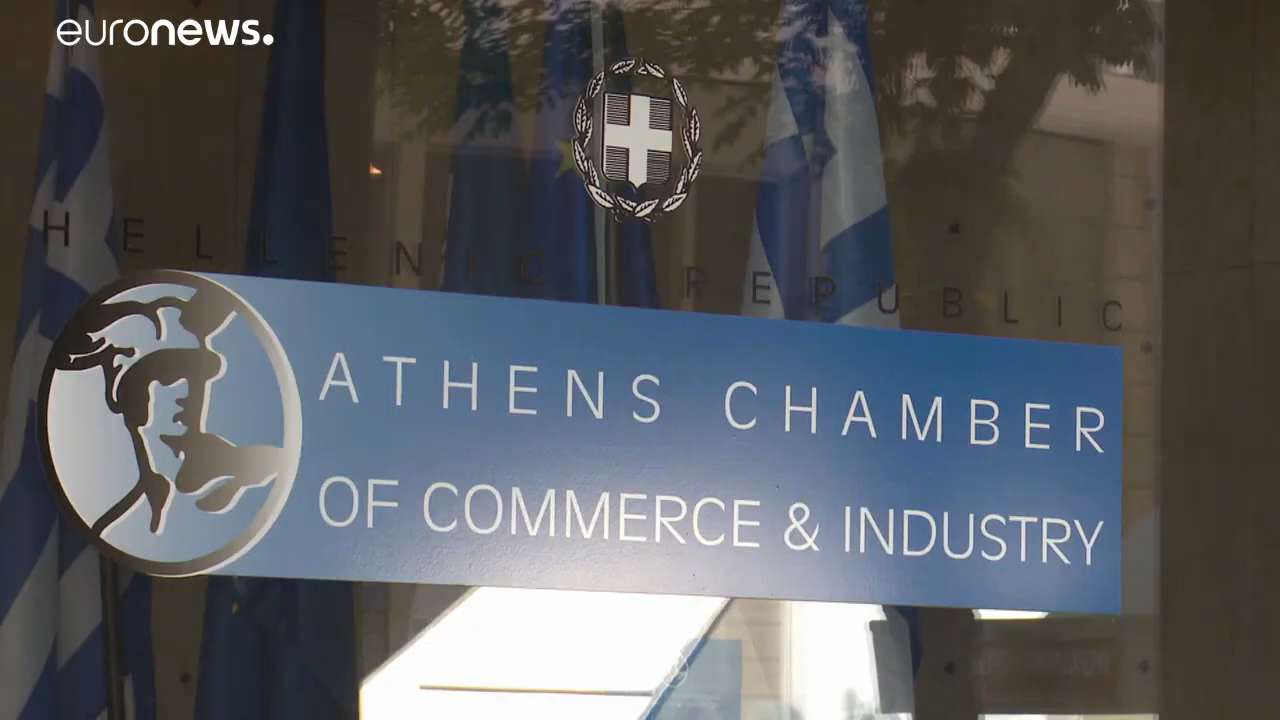 euronews.
HELLENIC REPUBLIC
ATHENS CHAMBER
OF COMMERCE & INDUSTRY